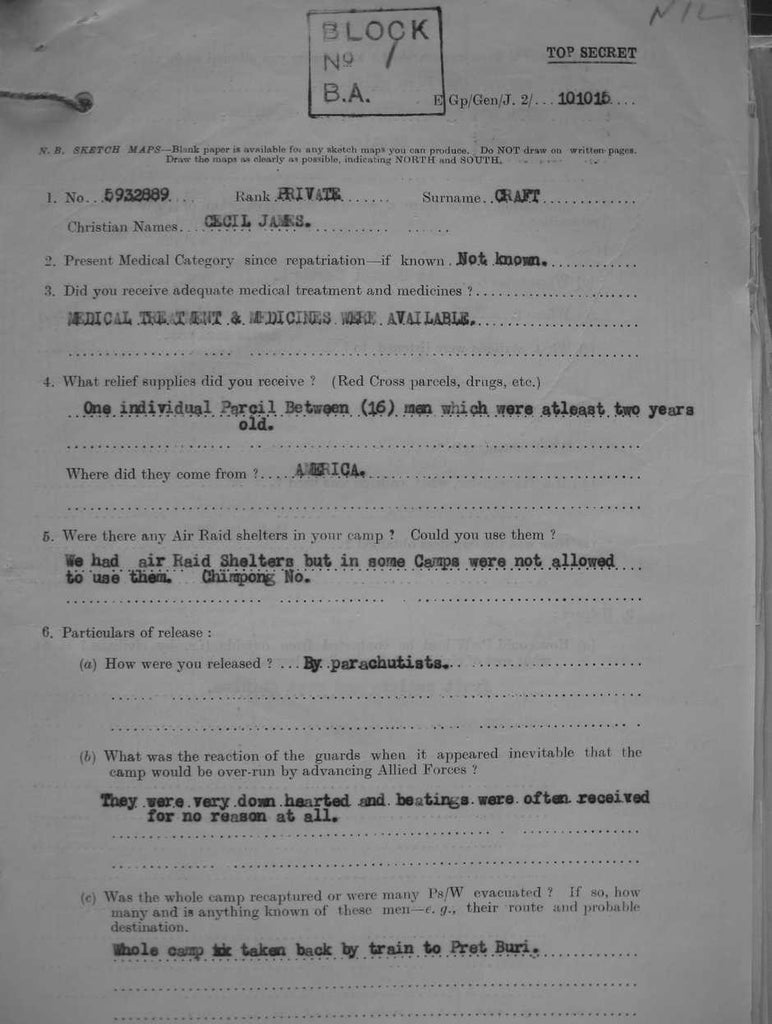 NIL
BLOCK
Nº 1
B.A.
TOP SECRET
E Gp/Gen/J. 2/... 101015....
N. B. SKETCH MAPS—Blank paper is available for any sketch maps you can produce. Do NOT draw on written pages.
Draw the maps as clearly as possible, indicating NORTH and SOUTH.
1. No... 5932889.... Rank PRIVATE....... Surname.. CRAFT.............
Christian Names.... CECIL JAMES.............
2. Present Medical Category since repatriation—if known . Not known.............
3. Did you receive adequate medical treatment and medicines ?.......................
MEDICAL TREATMENT & MEDICINES WERE AVAILABLE.......................
4. What relief supplies did you receive ? (Red Cross parcels, drugs, etc.)
One individual Parcil Between (16) men which were atleast two years
old.
Where did they come from ?..... AMERICA.......................
5. Were there any Air Raid shelters in your camp ? Could you use them ?
We had air Raid Shelters but in some Camps were not allowed....
to use them. Chimpong No.
6. Particulars of release :
(a) How were you released ? ... By parachutists.......................
(b) What was the reaction of the guards when it appeared inevitable that the
camp would be over-run by advancing Allied Forces ?
They were very down hearted and beatings were often received
for no reason at all.
(c) Was the whole camp recaptured or were many Ps/W evacuated ? If so, how
many and is anything known of these men—e. g., their route and probable
destination.
Whole camp taken back by train to Pret Buri.............